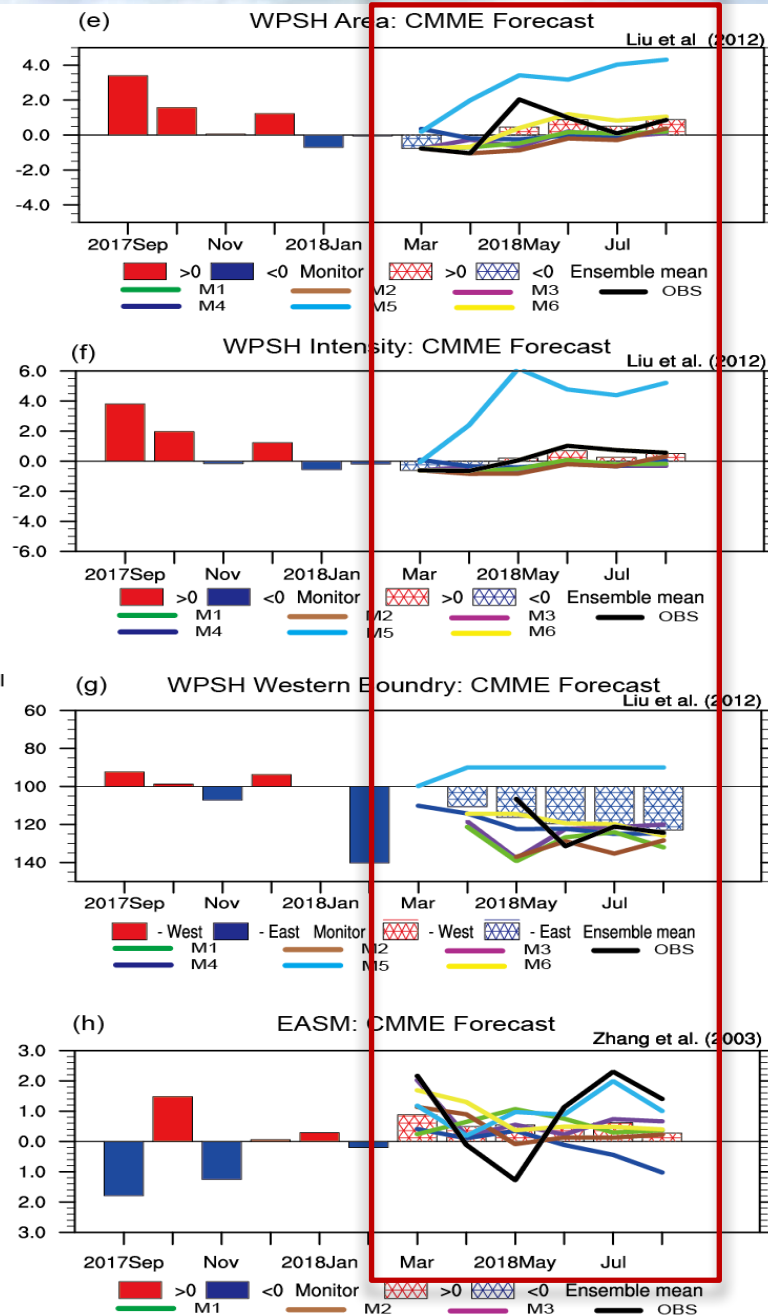 (e) WPSH Area: CMME Forecast
Liu et al (2012)
4.0
2.0
0.0
-2.0
-4.0
2017Sep Nov 2018Jan Mar 2018May Jul
>0 <0 Monitor >0 <0 Ensemble mean
M1 M2 M3 OBS
M4 M5 M6
(f) WPSH Intensity: CMME Forecast
Liu et al. (2012)
6.0
4.0
2.0
0.0
-2.0
-4.0
-6.0
2017Sep Nov 2018Jan Mar 2018May Jul
>0 <0 Monitor >0 <0 Ensemble mean
M1 M2 M3 OBS
M4 M5 M6
(g) WPSH Western Boundry: CMME Forecast
Liu et al. (2012)
60
80
100
120
140
2017Sep Nov 2018Jan Mar 2018May Jul
- West - East Monitor - West - East Ensemble mean
M1 M2 M3 OBS
M4 M5 M6
(h) EASM: CMME Forecast
Zhang et al. (2003)
3.0
2.0
1.0
0.0
1.0
2.0
3.0
2017Sep Nov 2018Jan Mar 2018May Jul
>0 <0 Monitor >0 <0 Ensemble mean
M1 M2 M3 OBS